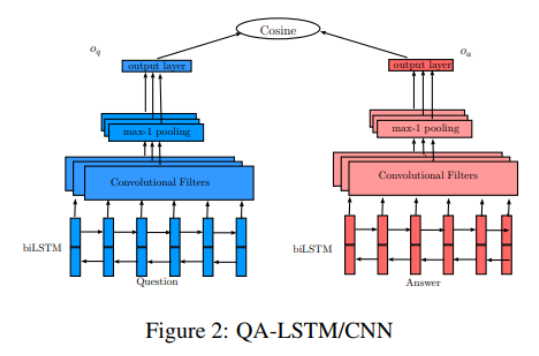 Cosine
o_q
o_a
output layer
output layer
max-1 pooling
max-1 pooling
Convolutional Filters
Convolutional Filters
biLSTM
biLSTM
Question
Answer
Figure 2: QA-LSTM/CNN